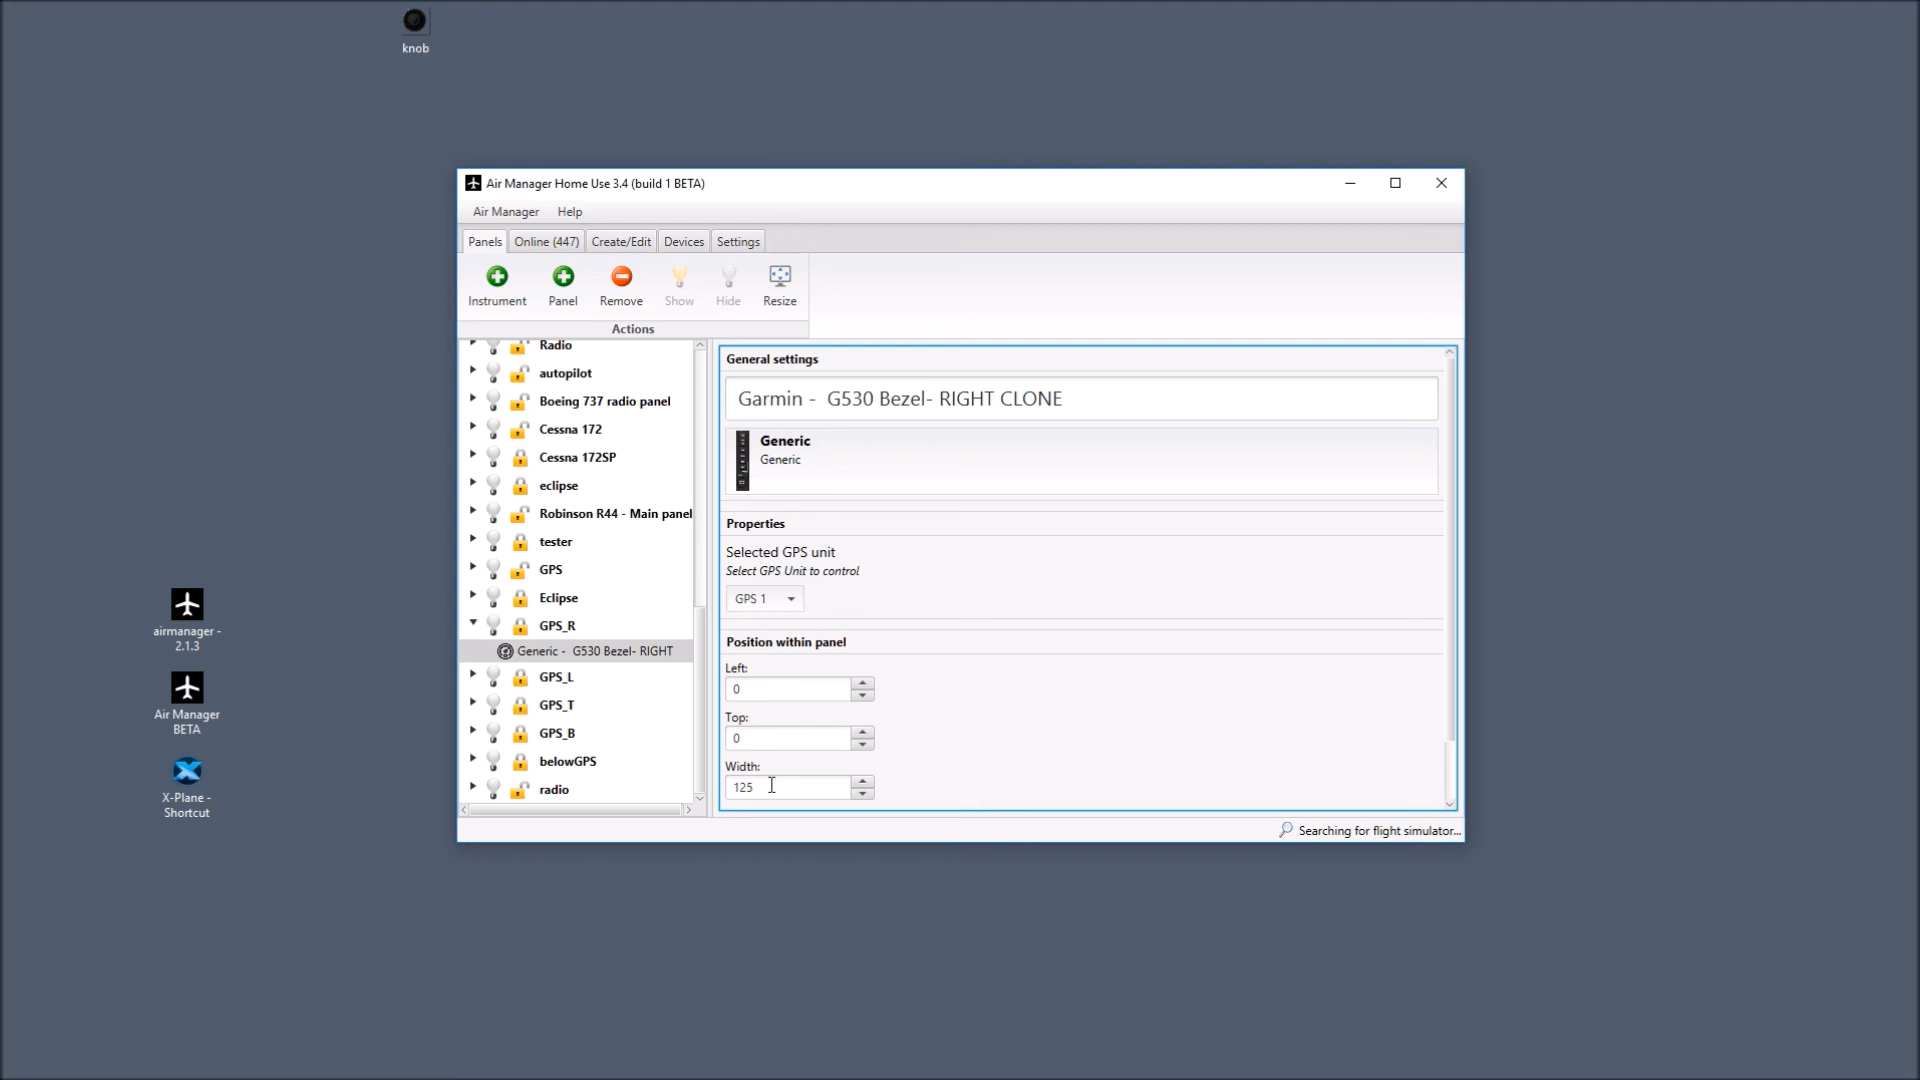 knob
Air Manager Home Use 3.4 (build 1 BETA)
Air Manager Help
Panels Online (447) Create/Edit Devices Settings
Instrument Panel Remove Show Hide Resize
Actions
Radio
autopilot
Boeing 737 radio panel
Cessna 172
Cessna 172SP
eclipse
Robinson R44 - Main panel
tester
GPS
Eclipse
GPS_R
Generic - G530 Bezel- RIGHT
GPS_L
GPS_T
GPS_B
belowGPS
radio
General settings
Garmin - G530 Bezel- RIGHT CLONE
Generic
Generic
Properties
Selected GPS unit
Select GPS Unit to control
GPS 1
Position within panel
Left:
0
Top:
0
Width:
125
Searching for flight simulator...
airmanager -
2.1.3
Air Manager
BETA
X-Plane -
Shortcut